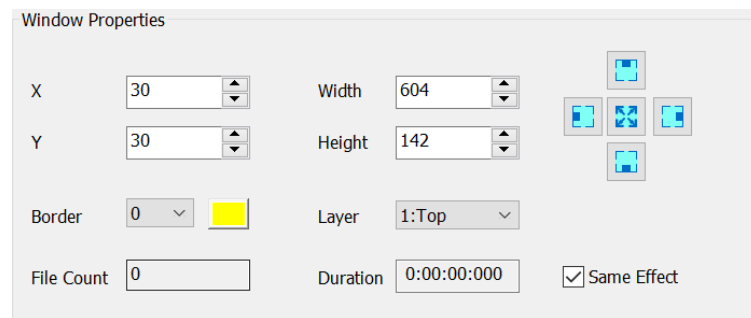 Window Properties
X 30 Width 604
Y 30 Height 142
Border 0 Layer 1:Top
File Count 0 Duration 0:00:00:000 Same Effect